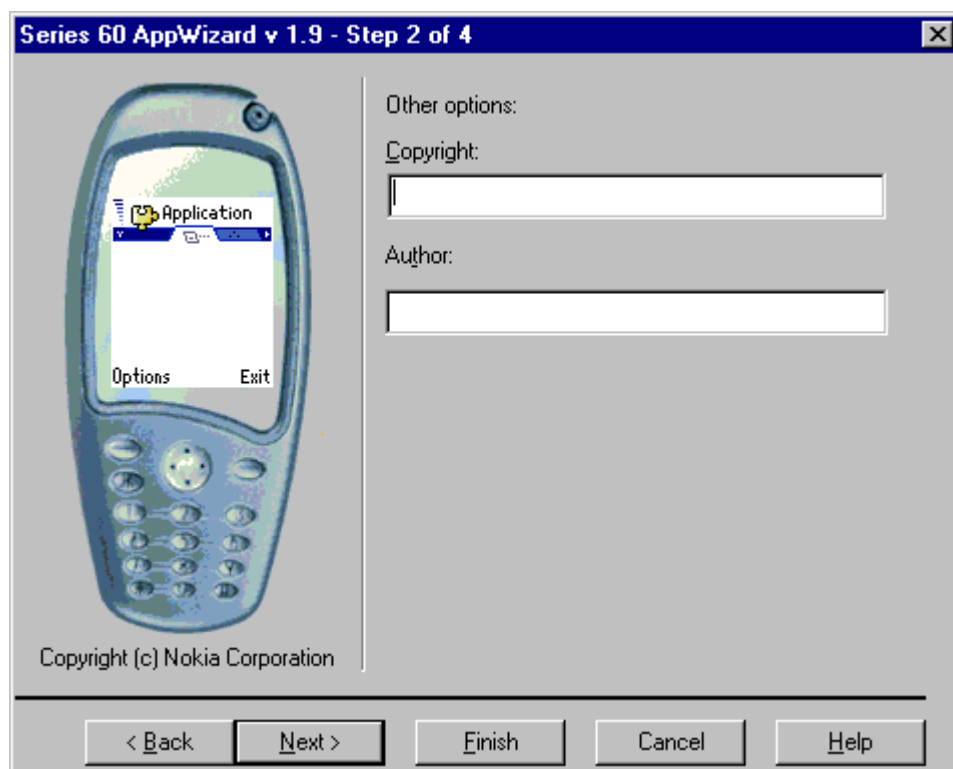 Series 60 AppWizard v 1.9 - Step 2 of 4
Other options:
Copyright:
Application
Author:
Options Exit
Copyright (c) Nokia Corporation
< Back Next > Finish Cancel Help